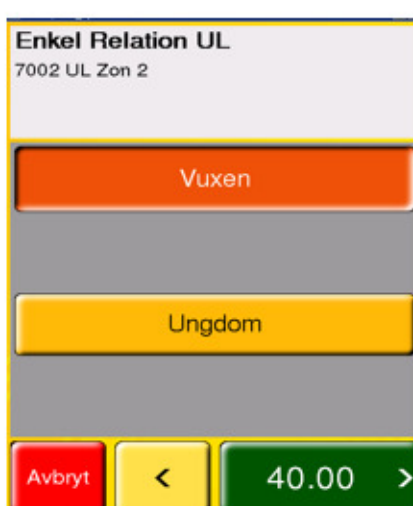 Enkel Relation UL
7002 UL Zon 2
Vuxen
Ungdom
Avbryt < 40.00 >